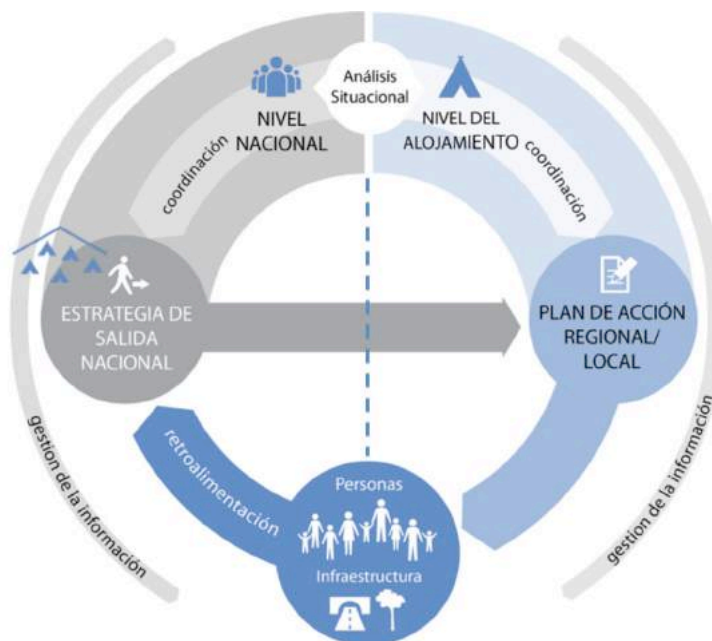 Análisis
Situacional
NIVEL
NACIONAL
NIVEL DEL
ALOJAMIENTO
coordinación
coordinación
ESTRATEGIA DE
SALIDA
NACIONAL
PLAN DE ACCIÓN
REGIONAL/
LOCAL
retroalimentación
Personas
Infraestructura
gestion de la información
gestion de la información